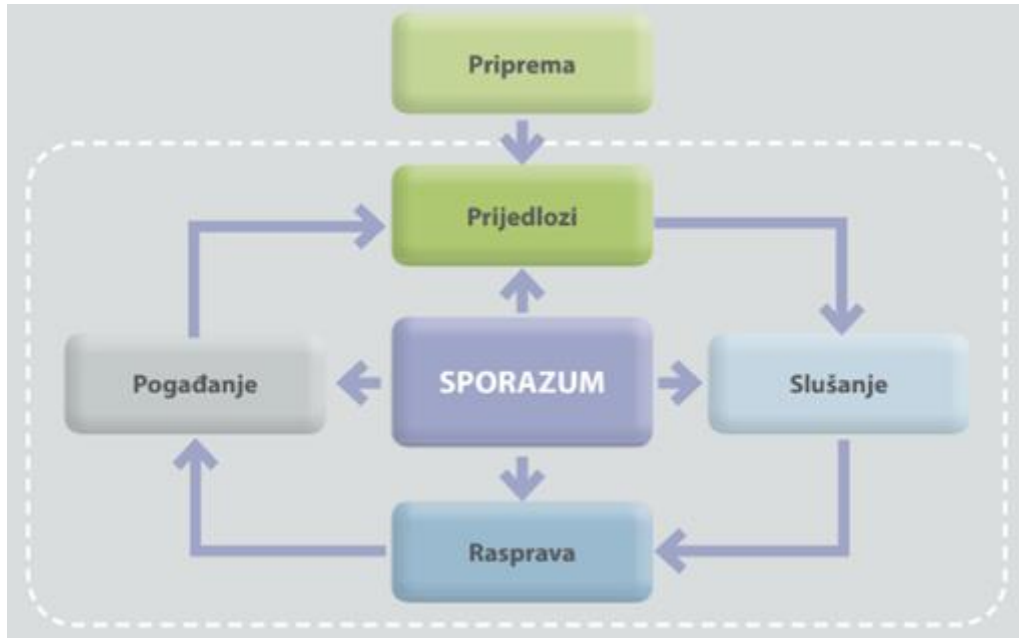 Priprema
Prijedlozi
Pogađanje
SPORAZUM
Slušanje
Rasprava